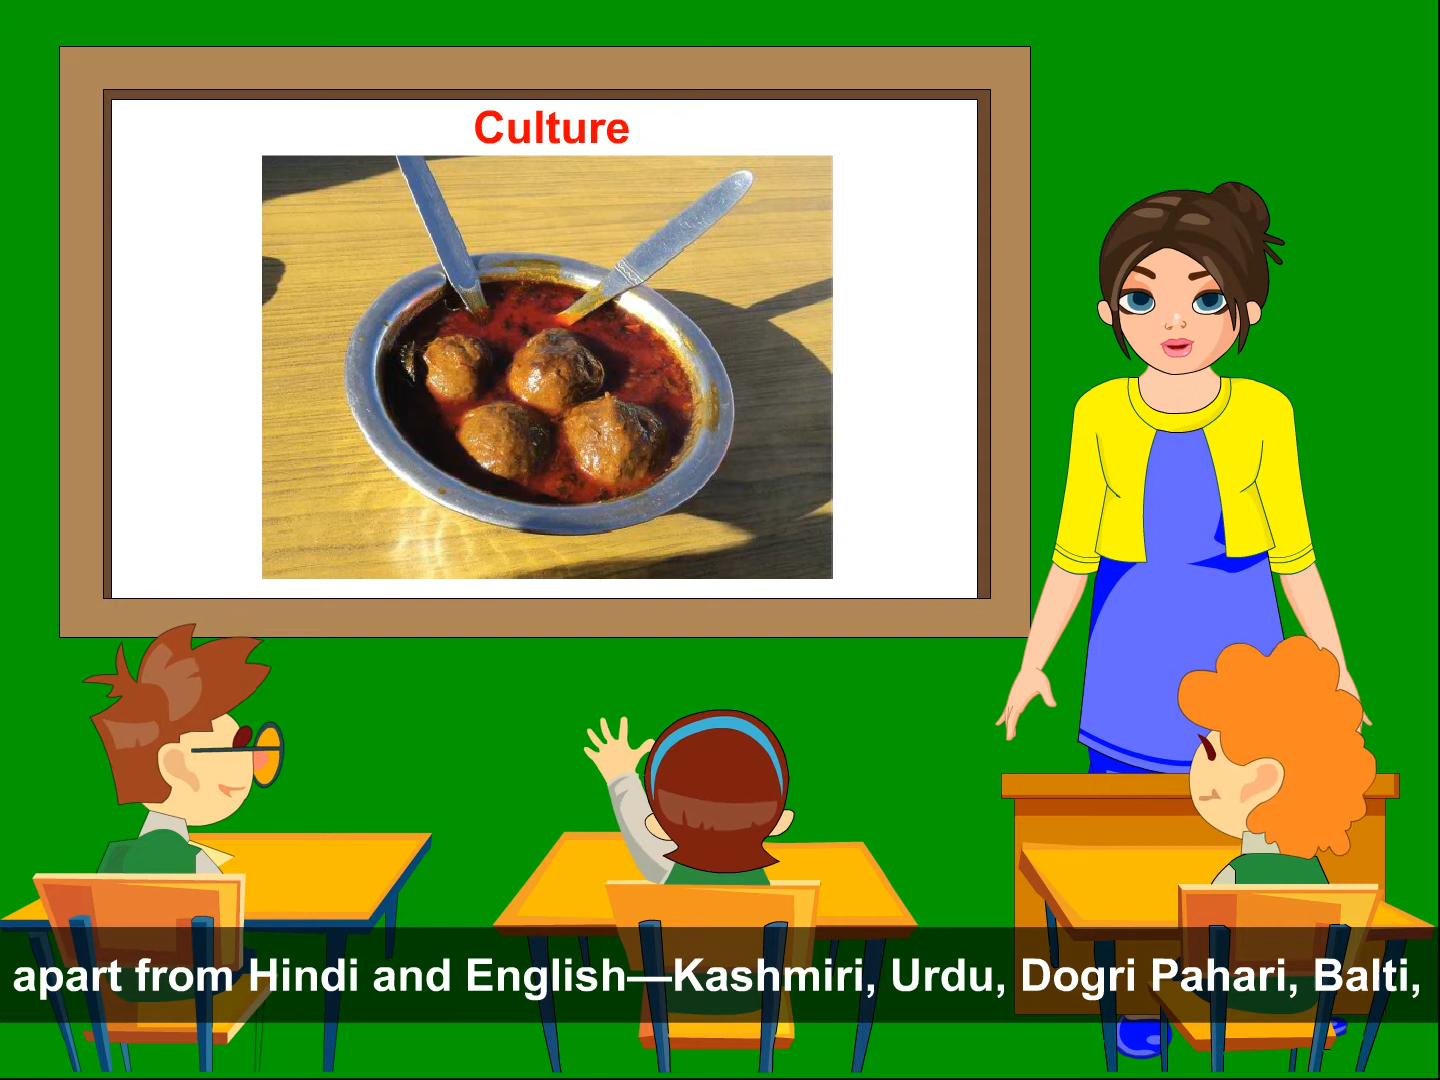 Culture
apart from Hindi and English—Kashmiri, Urdu, Dogri Pahari, Balti,